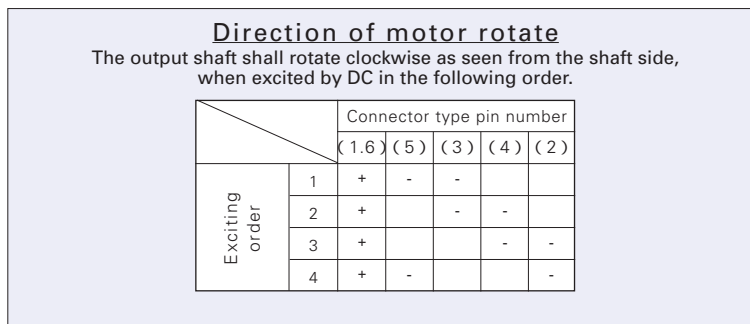 Direction of motor rotate
The output shaft shall rotate clockwise as seen from the shaft side,
when excited by DC in the following order.
Connector type pin number
(1.6) (5) (3) (4) (2)
Exciting order
1 + - -
2 + - -
3 + - -
4 + - -